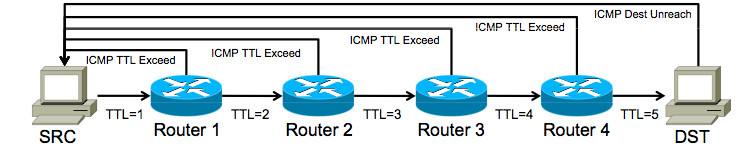 ICMP Dest Unreach
ICMP TTL Exceed
ICMP TTL Exceed
ICMP TTL Exceed
ICMP TTL Exceed
TTL=1
TTL=2
TTL=3
TTL=4
TTL=5
SRC
Router 1
Router 2
Router 3
Router 4
DST